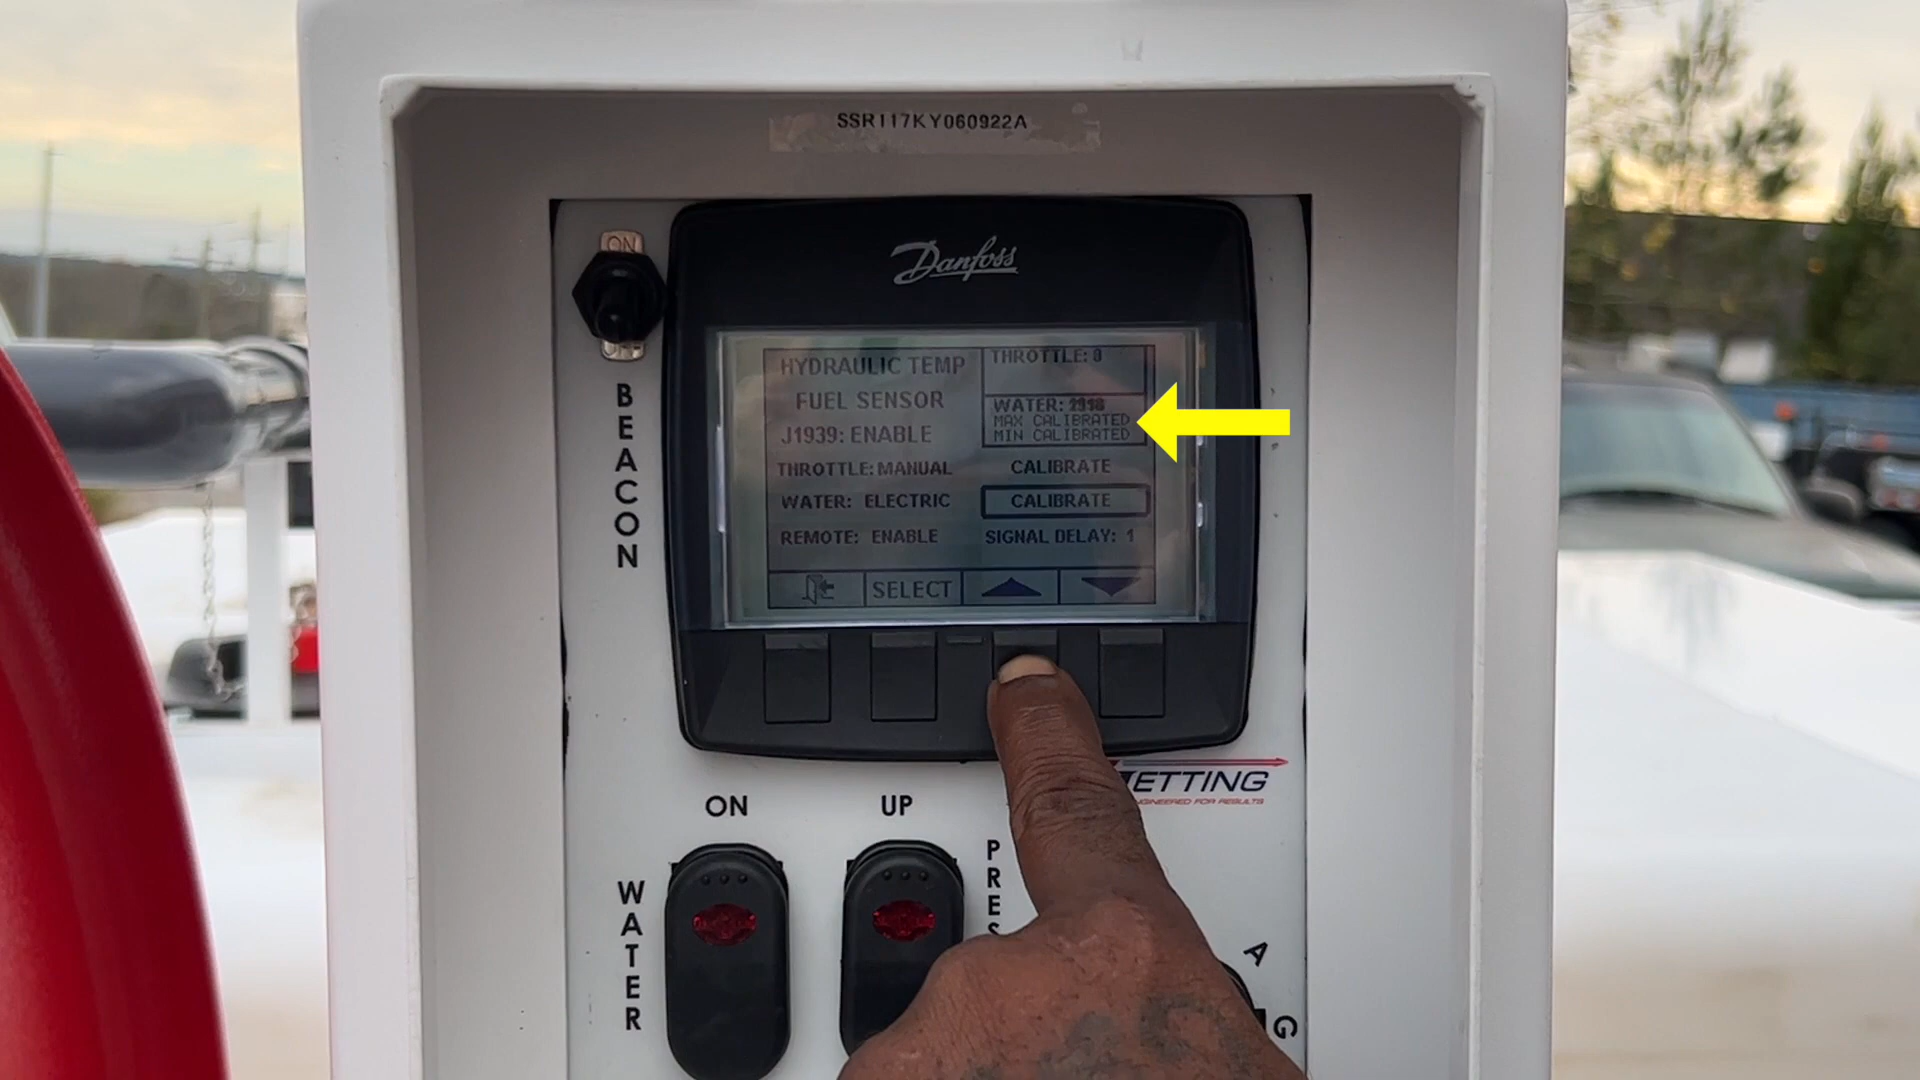 SSR117KY060922A
ON
OFF
Danfoss
HYDRAULIC TEMP
THROTTLE: 0
FUEL SENSOR
WATER:
MAX CALIBRATED
MIN CALIBRATED
J1939: ENABLE
THROTTLE: MANUAL
CALIBRATE
WATER: ELECTRIC
CALIBRATE
REMOTE: ENABLE
SIGNAL DELAY: 1
SELECT
BEACON
JETTING
ENGINEERED FOR RESULTS
ON
UP
WATER
PRES
A
G